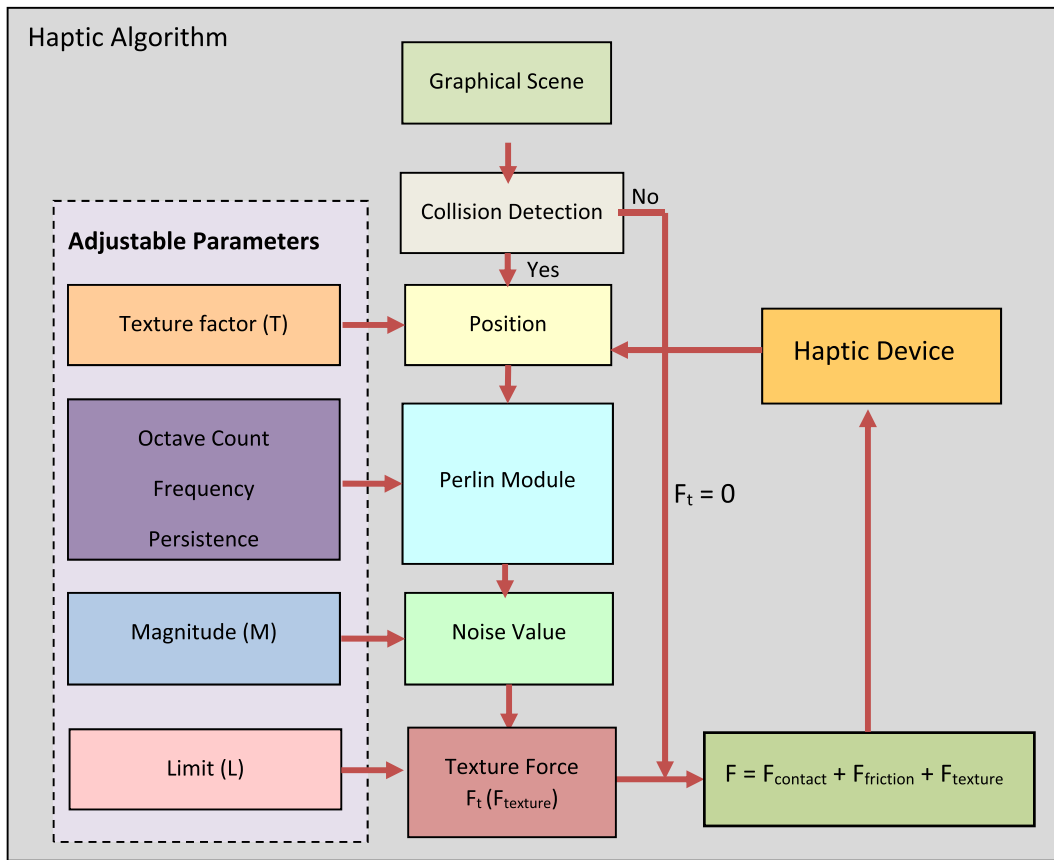 Haptic Algorithm
Graphical Scene
Collision Detection
No
Yes
Adjustable Parameters
Texture factor (T)
Position
Haptic Device
Octave Count
Frequency
Persistence
Perlin Module
Fₜ = 0
Magnitude (M)
Noise Value
Limit (L)
Texture Force
Fₜ (Ftexture)
F = Fcontact + Ffriction + Ftexture